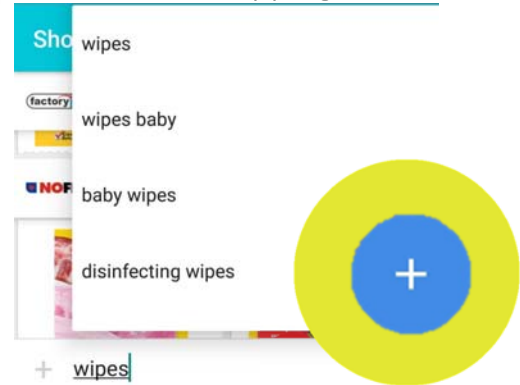 Sho
wipes
factory
wipes baby
NOF
baby wipes
disinfecting wipes
+
+ wipes